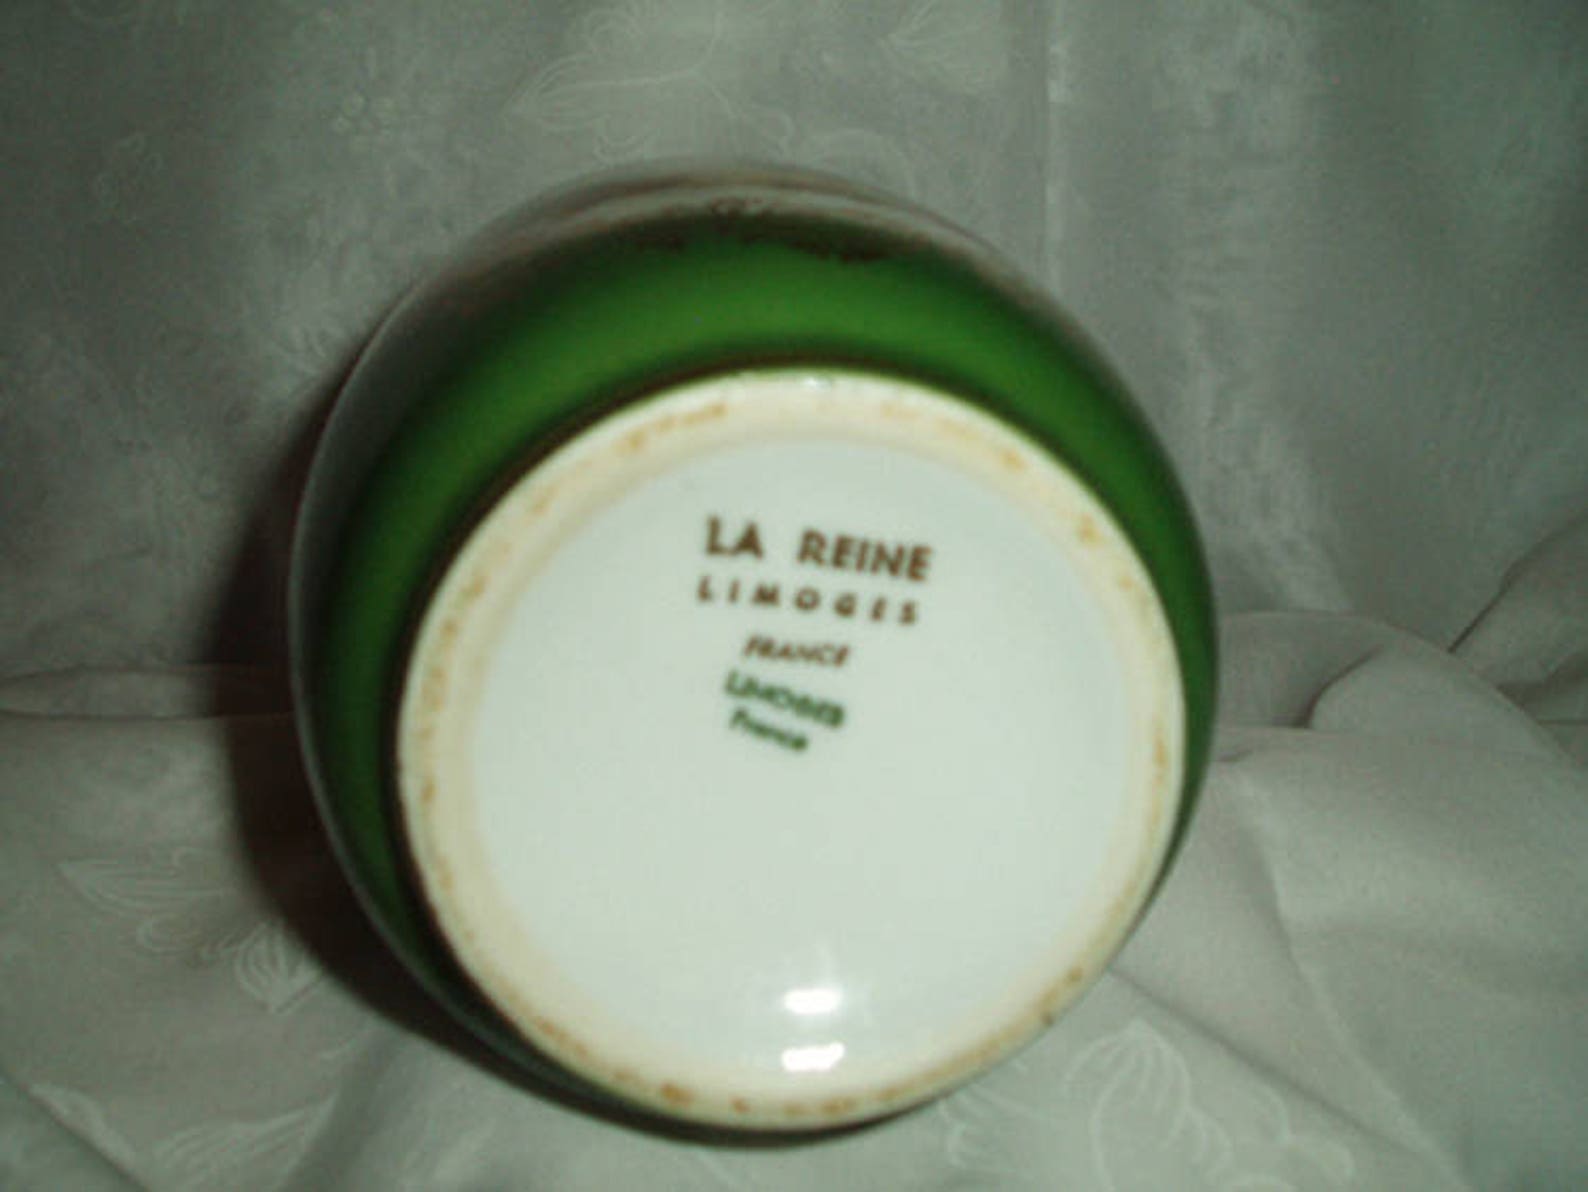 LA REINE
LIMOGES
FRANCE
LIMOGES
France